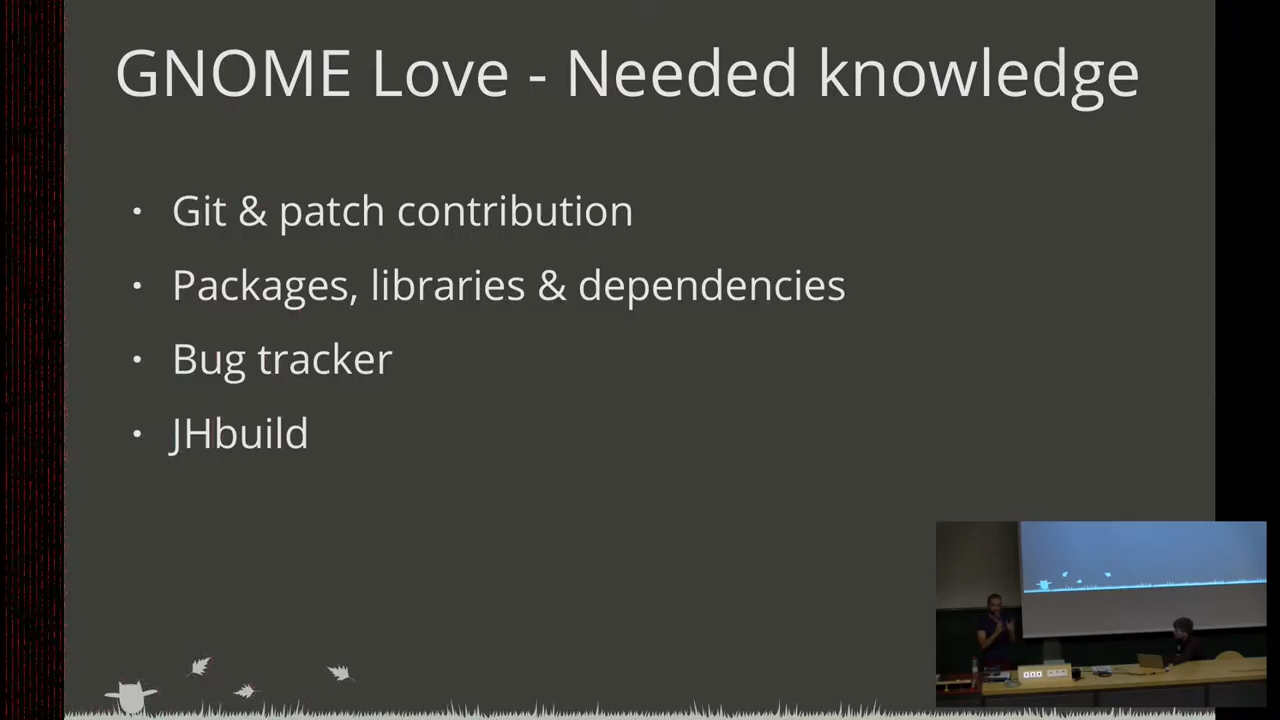 GNOME Love - Needed knowledge
• Git & patch contribution
• Packages, libraries & dependencies
• Bug tracker
• JHbuild